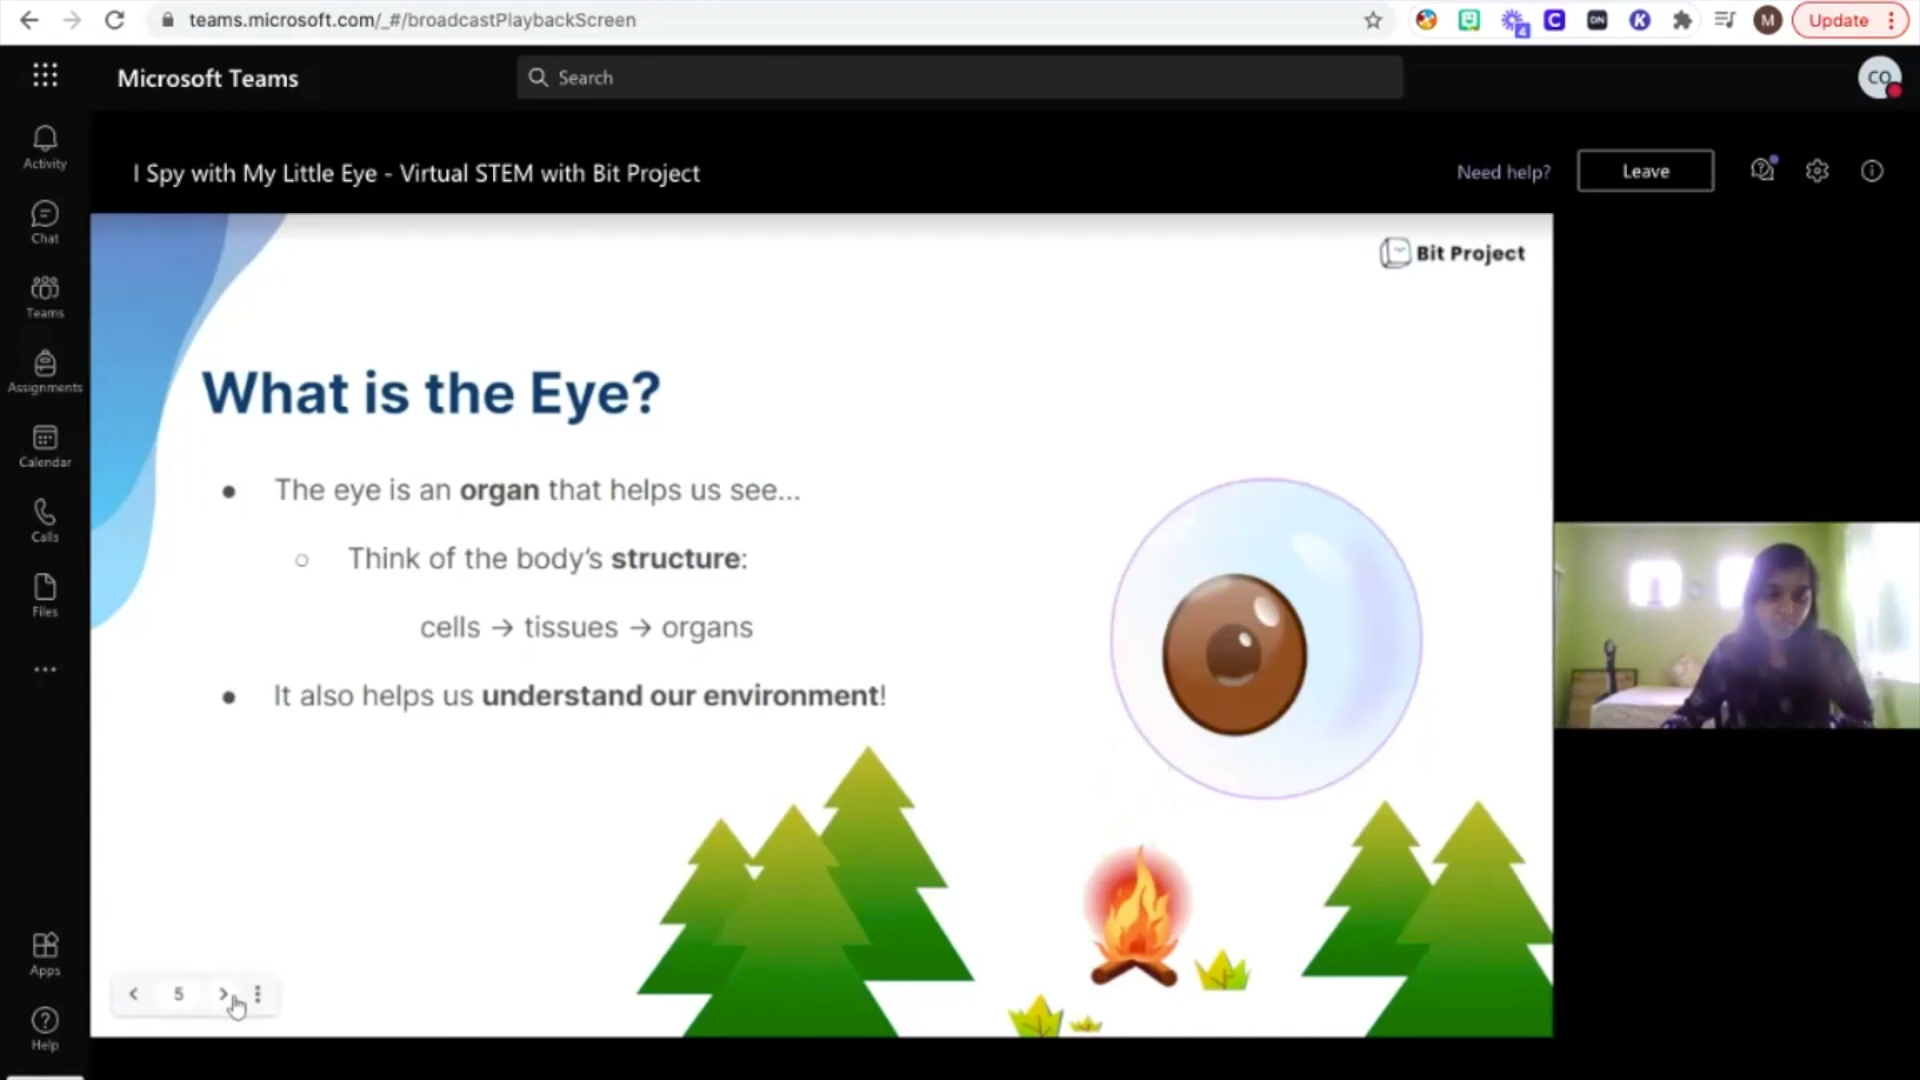 teams.microsoft.com/_#/broadcastPlaybackScreen
4
C
DN
K
M
Update
Microsoft Teams
Search
CO
Activity
Chat
Teams
Assignments
Calendar
Calls
Files
Apps
Help
I Spy with My Little Eye - Virtual STEM with Bit Project
Need help?
Leave
Bit Project
What is the Eye?
● The eye is an organ that helps us see...
○ Think of the body’s structure:
cells → tissues → organs
● It also helps us understand our environment!
5